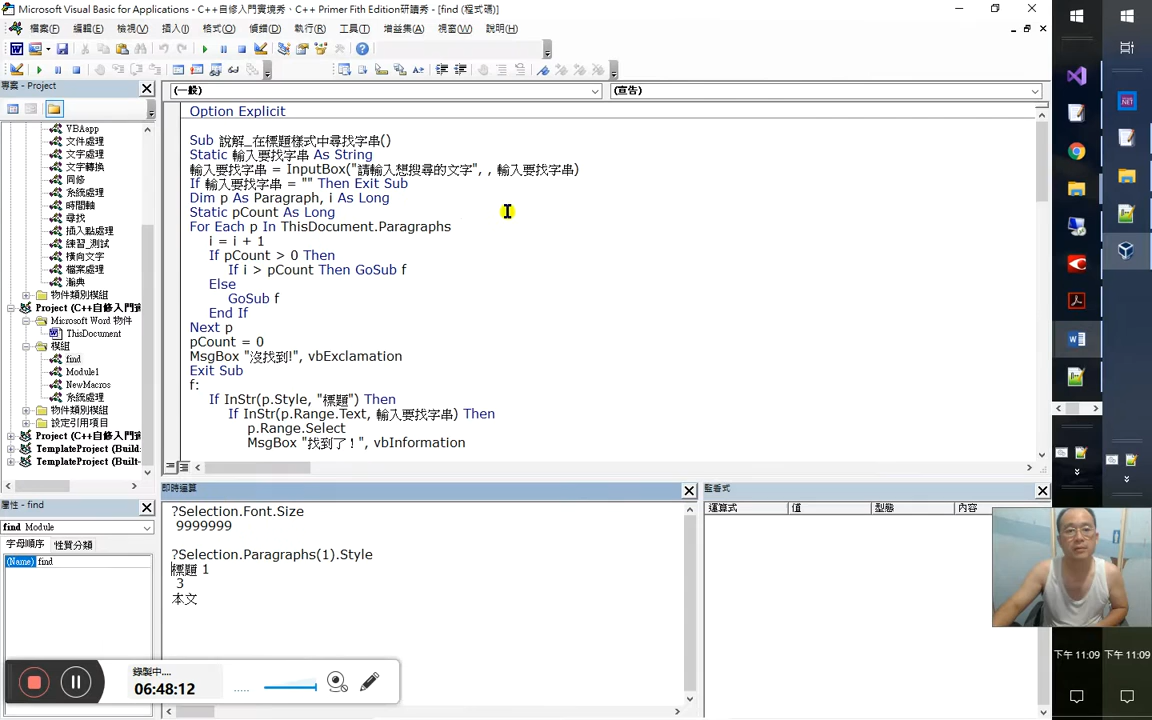 Microsoft Visual Basic for Applications - C++自修入門實境秀、C++ Primer Fith Edition研讀秀 - [find (程式碼)]
檔案(F) 編輯(E) 檢視(V) 插入(I) 格式(O) 偵錯(D) 執行(R) 工具(T) 增益集(A) 視窗(W) 說明(H)
專案 - Project
VBAapp
文件處理
文字處理
文字轉換
同修
系統處理
時間軸
尋找
插入點處理
練習_測試
橫向文字
檔案處理
瀚典
物件類別模組
Project (C++自修入門實
Microsoft Word 物件
ThisDocument
模組
find
Module1
NewMacros
系統處理
物件類別模組
設定引用項目
Project (C++自修入門實
TemplateProject (Build
TemplateProject (Built-
屬性 - find
find Module
字母順序 性質分類
(Name) find
(一般) (宣告)
Option Explicit
Sub 說解_在標題樣式中尋找字串()
Static 輸入要找字串 As String
輸入要找字串 = InputBox("請輸入想搜尋的文字", , 輸入要找字串)
If 輸入要找字串 = "" Then Exit Sub
Dim p As Paragraph, i As Long
Static pCount As Long
For Each p In ThisDocument.Paragraphs
i = i + 1
If pCount > 0 Then
If i > pCount Then GoSub f
Else
GoSub f
End If
Next p
pCount = 0
MsgBox "沒找到!", vbExclamation
Exit Sub
f:
If InStr(p.Style, "標題") Then
If InStr(p.Range.Text, 輸入要找字串) Then
p.Range.Select
MsgBox "找到了！", vbInformation
即時運算
?Selection.Font.Size
9999999
?Selection.Paragraphs(1).Style
標題 1
3
本文
監看式
運算式 值 型態 內容
錄製中....
06:48:12
下午 11:09 下午 11:09